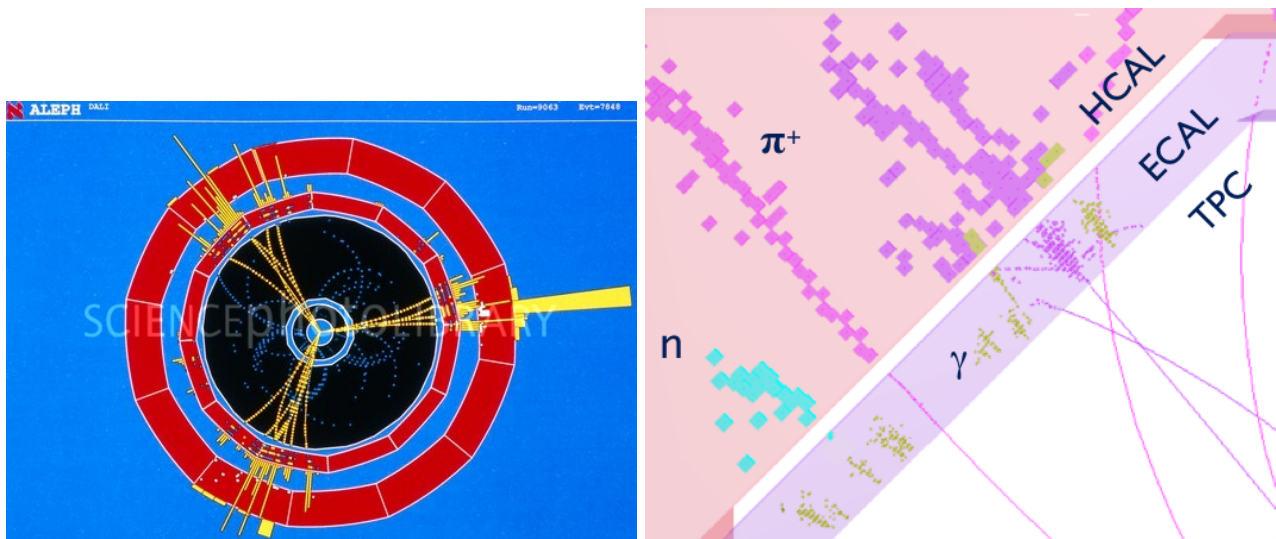 ALEPH DALI Run=9063 Evt=7848
SCIENCEphotoLIBRARY
HCAL
π⁺
ECAL
TPC
n
γ